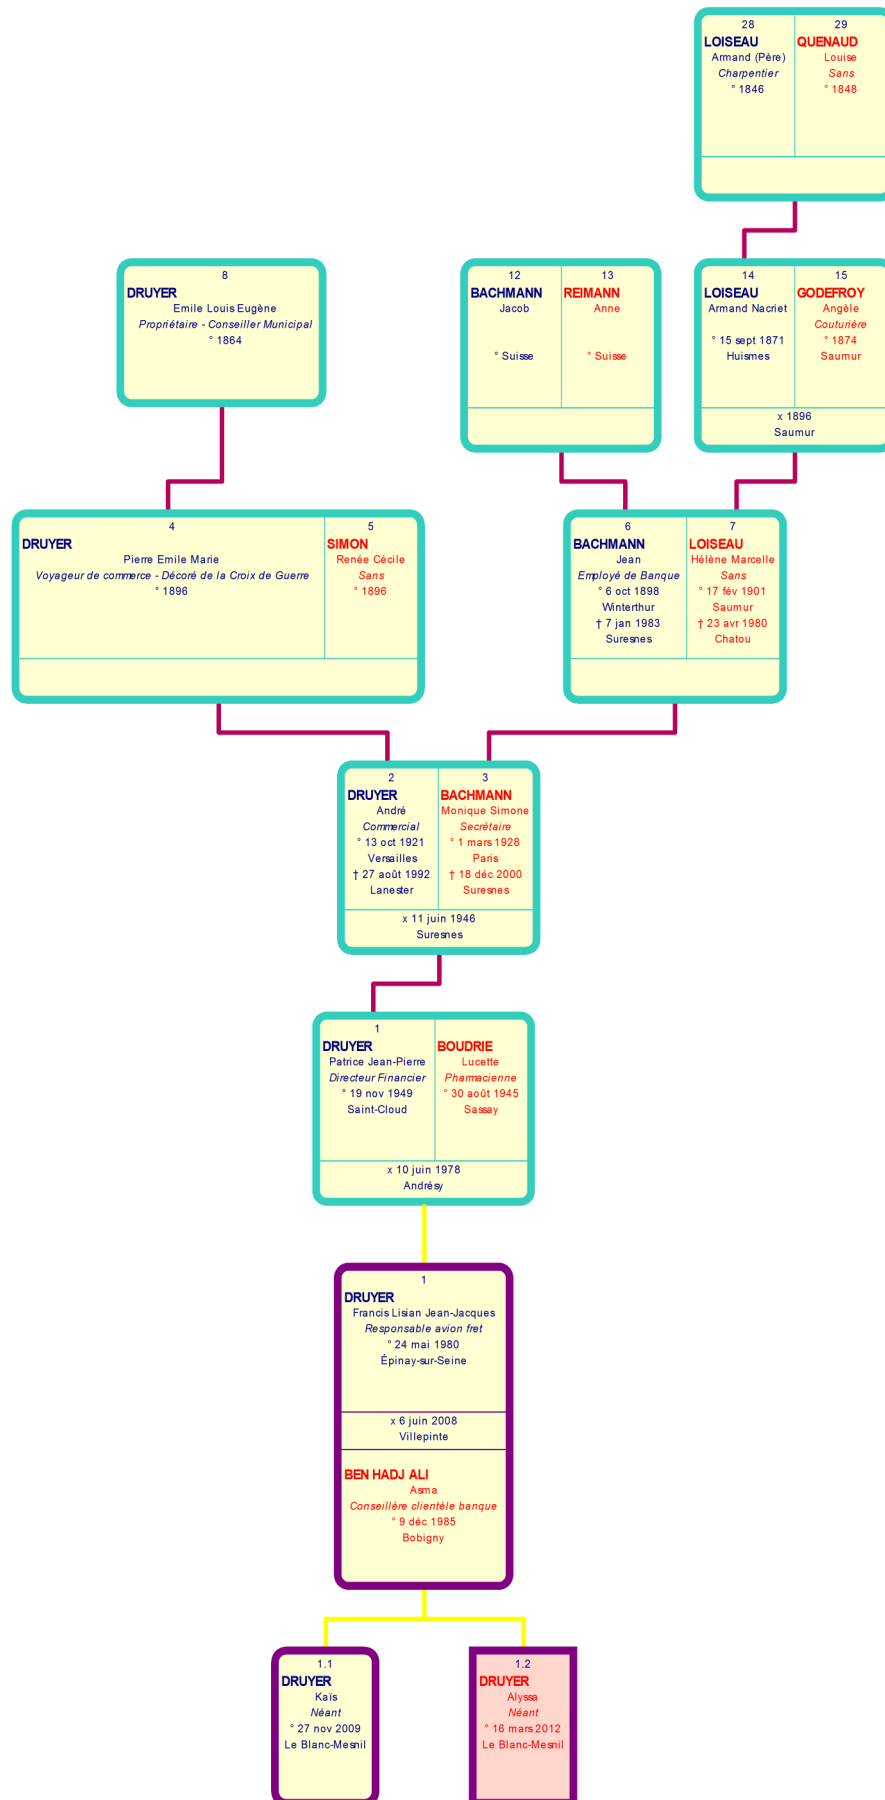 28
LOISEAU
Armand (Père)
Charpentier
° 1846
29
QUENAUD
Louise
Sans
° 1848
8
DRUYER
Emile Louis Eugène
Propriétaire - Conseiller Municipal
° 1864
12
BACHMANN
Jacob
° Suisse
13
REIMANN
Anne
° Suisse
14
LOISEAU
Armand Nacriet
° 15 sept 1871
Huismes
15
GODEFROY
Angèle
Couturière
° 1874
Saumur
x 1896
Saumur
4
DRUYER
Pierre Emile Marie
Voyageur de commerce - Décoré de la Croix de Guerre
° 1896
5
SIMON
Renée Cécile
Sans
° 1896
6
BACHMANN
Jean
Employé de Banque
° 6 oct 1898
Winterthur
† 7 jan 1983
Suresnes
7
LOISEAU
Hélène Marcelle
Sans
° 17 fév 1901
Saumur
† 23 avr 1980
Chatou
2
DRUYER
André
Commercial
° 13 oct 1921
Versailles
† 27 août 1992
Lanester
3
BACHMANN
Monique Simone
Secrétaire
° 1 mars 1928
Paris
† 18 déc 2000
Suresnes
x 11 juin 1946
Suresnes
1
DRUYER
Patrice Jean-Pierre
Directeur Financier
° 19 nov 1949
Saint-Cloud
BOUDRIE
Lucette
Pharmacienne
° 30 août 1945
Sassay
x 10 juin 1978
Andrésy
1
DRUYER
Francis Lisian Jean-Jacques
Responsable avion fret
° 24 mai 1980
Épinay-sur-Seine
x 6 juin 2008
Villepinte
BEN HADJ ALI
Asma
Conseillère clientèle banque
° 9 déc 1985
Bobigny
1.1
DRUYER
Kaïs
Néant
° 27 nov 2009
Le Blanc-Mesnil
1.2
DRUYER
Alyssa
Néant
° 16 mars 2012
Le Blanc-Mesnil